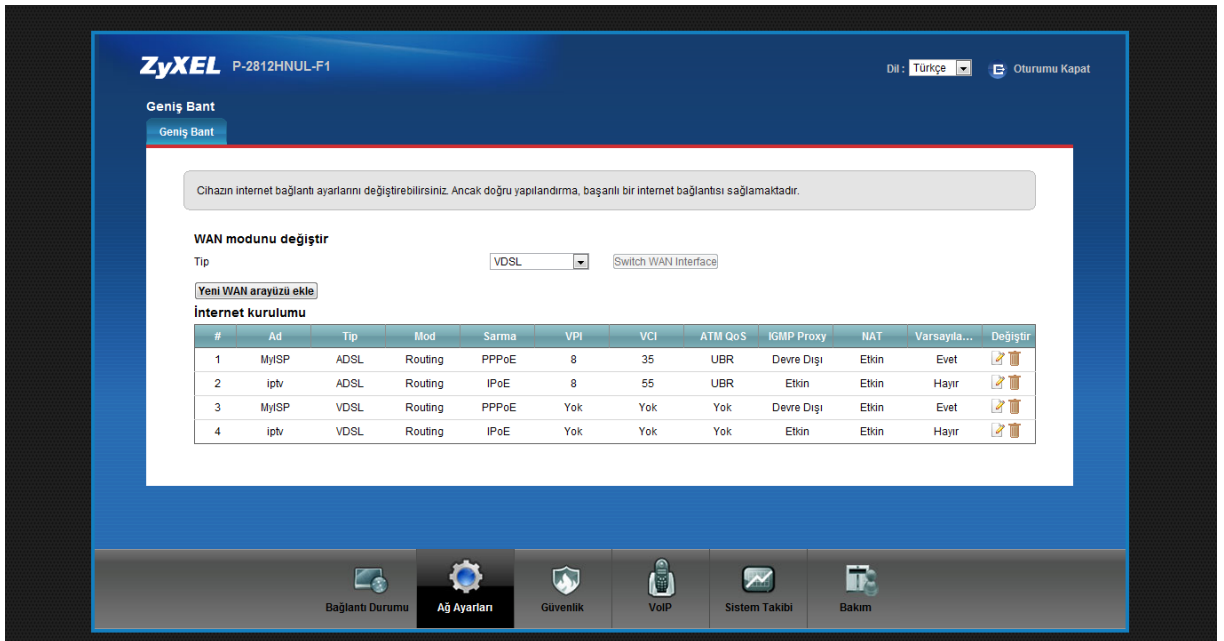 ZyXEL P-2812HNUL-F1
Dil : Türkçe Oturumu Kapat
Geniş Bant
Geniş Bant
Cihazın internet bağlantı ayarlarını değiştirebilirsiniz. Ancak doğru yapılandırma, başarılı bir internet bağlantısı sağlamaktadır.
WAN modunu değiştir
Tip VDSL Switch WAN Interface
Yeni WAN arayüzü ekle
İnternet kurulumu
# Ad Tip Mod Sarma VPI VCI ATM QoS IGMP Proxy NAT Varsayıla... Değiştir
1 MyISP ADSL Routing PPPoE 8 35 UBR Devre Dışı Etkin Evet
2 iptv ADSL Routing IPoE 8 55 UBR Etkin Etkin Hayır
3 MyISP VDSL Routing PPPoE Yok Yok Yok Devre Dışı Etkin Evet
4 iptv VDSL Routing IPoE Yok Yok Yok Etkin Etkin Hayır
Bağlantı Durumu Ağ Ayarları Güvenlik VoIP Sistem Takibi Bakım